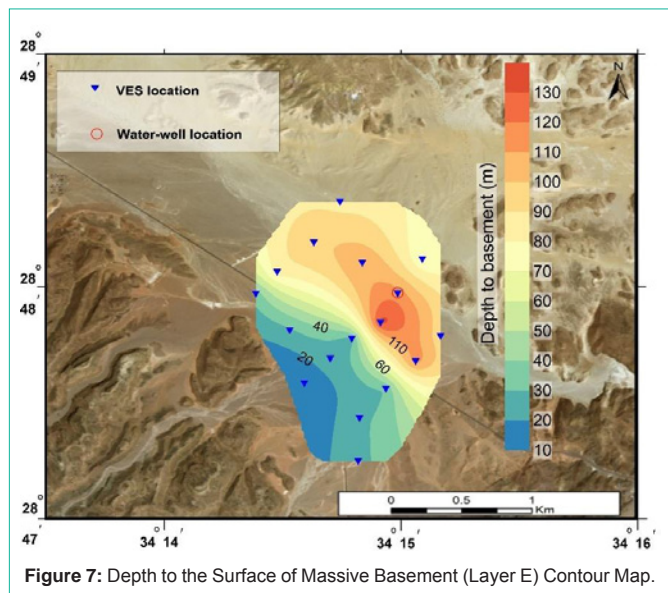 28°
49'
N
VES location
Water-well location
130
120
110
100
90
80
70
60
50
40
30
20
10
Depth to basement (m)
28°
48'
40
20
110
60
28°
47'
0 0.5 1
Km
34° 14' 34° 15' 34° 16'
Figure 7: Depth to the Surface of Massive Basement (Layer E) Contour Map.